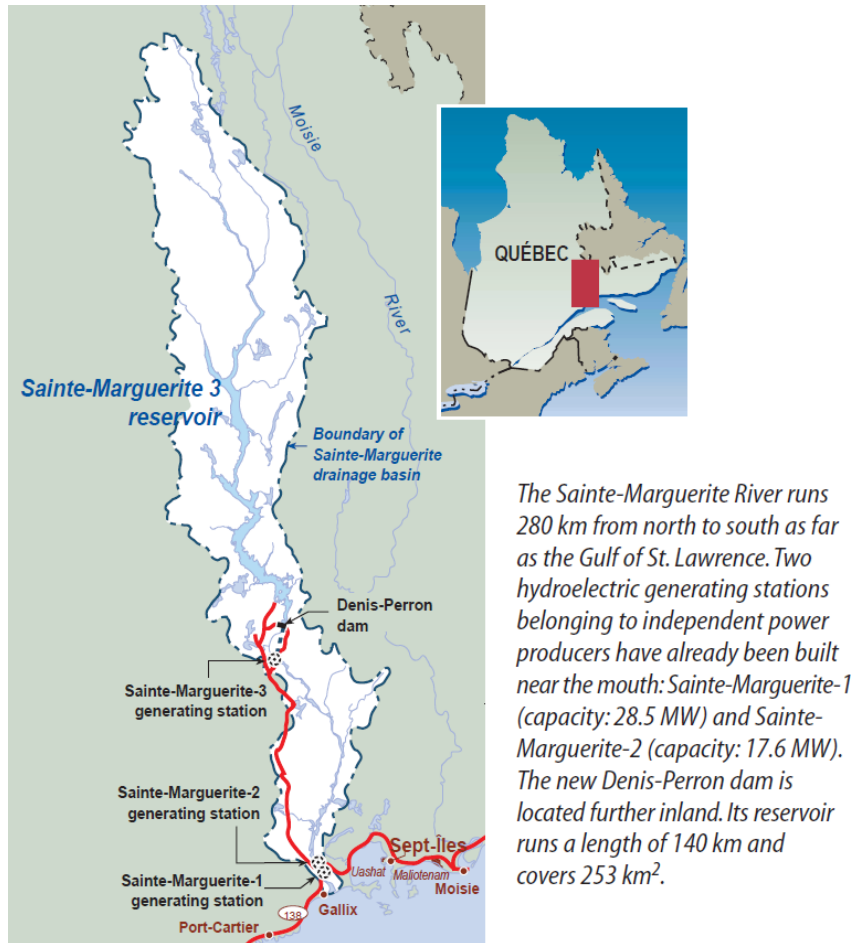 Moisie
River
QUÉBEC
Sainte-Marguerite 3
reservoir
Boundary of
Sainte-Marguerite
drainage basin
Denis-Perron
dam
Sainte-Marguerite-3
generating station
Sainte-Marguerite-2
generating station
Sainte-Marguerite-1
generating station
Sept-Îles
Uashat
Maliotenam
Moisie
Gallix
138
Port-Cartier
The Sainte-Marguerite River runs
280 km from north to south as far
as the Gulf of St. Lawrence. Two
hydroelectric generating stations
belonging to independent power
producers have already been built
near the mouth: Sainte-Marguerite-1
(capacity: 28.5 MW) and Sainte-
Marguerite-2 (capacity: 17.6 MW).
The new Denis-Perron dam is
located further inland. Its reservoir
runs a length of 140 km and
covers 253 km².